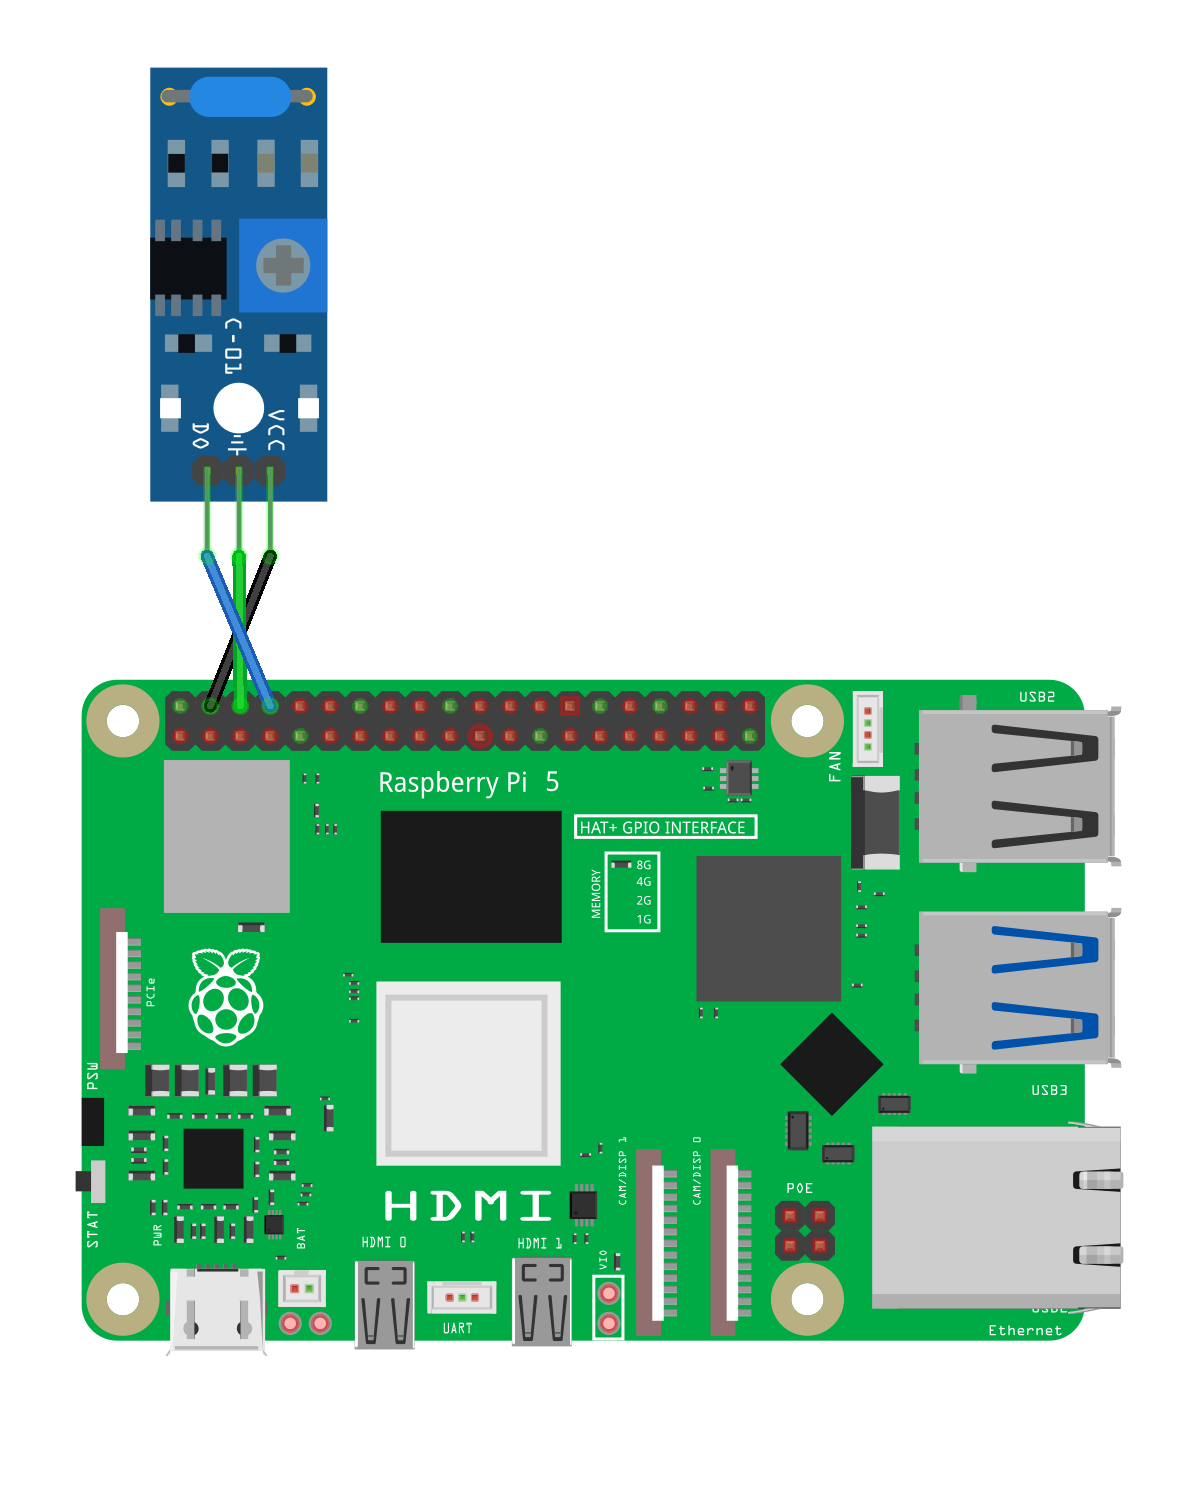 C-01
DO
VCC
USB2
FAN
Raspberry Pi 5
HAT+ GPIO INTERFACE
MEMORY
8G
4G
2G
1G
PCIe
PSW
USB3
CAM/DISP 1
CAM/DISP 0
POE
HDMI
STAT
PWR
BAT
HDMI 0
HDMI 1
VIO
UART
Ethernet